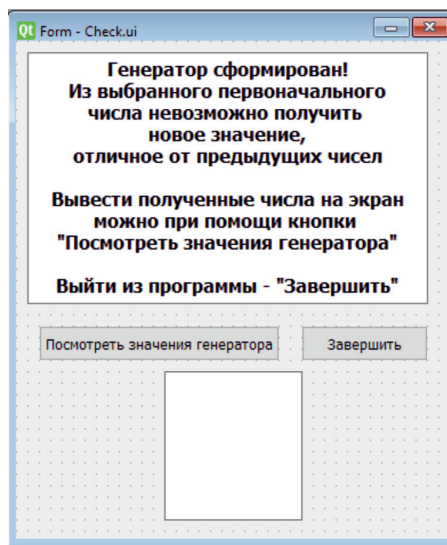 Qt Form - Check.ui
Генератор сформирован!
Из выбранного первоначального
числа невозможно получить
новое значение,
отличное от предыдущих чисел
Вывести полученные числа на экран
можно при помощи кнопки
"Посмотреть значения генератора"
Выйти из программы - "Завершить"
Посмотреть значения генератора Завершить